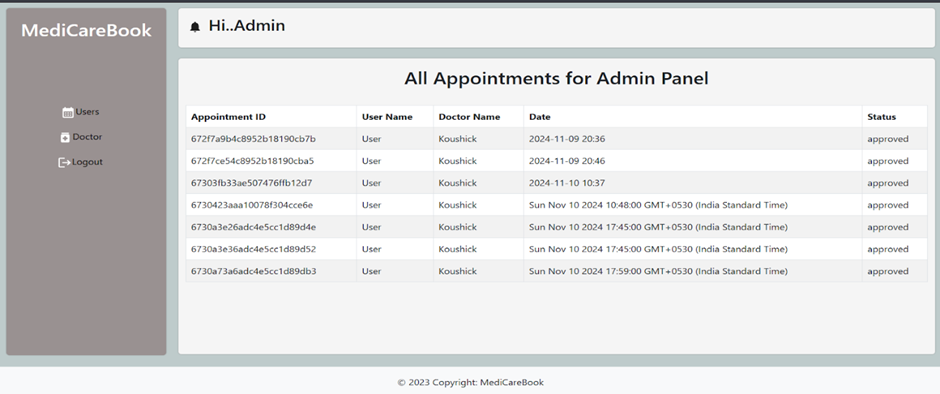 MediCareBook
Users
Doctor
Logout
Hi..Admin
All Appointments for Admin Panel
Appointment ID User Name Doctor Name Date Status
672f7a9b4c8952b18190cb7b User Koushick 2024-11-09 20:36 approved
672f7ce54c8952b18190cba5 User Koushick 2024-11-09 20:46 approved
67303fb33ae507476ffb12d7 User Koushick 2024-11-10 10:37 approved
6730423aaa10078f304cce6e User Koushick Sun Nov 10 2024 10:48:00 GMT+0530 (India Standard Time) approved
6730a3e26adc4e5cc1d89d4e User Koushick Sun Nov 10 2024 17:45:00 GMT+0530 (India Standard Time) approved
6730a3e36adc4e5cc1d89d52 User Koushick Sun Nov 10 2024 17:45:00 GMT+0530 (India Standard Time) approved
6730a73a6adc4e5cc1d89db3 User Koushick Sun Nov 10 2024 17:59:00 GMT+0530 (India Standard Time) approved
© 2023 Copyright: MediCareBook